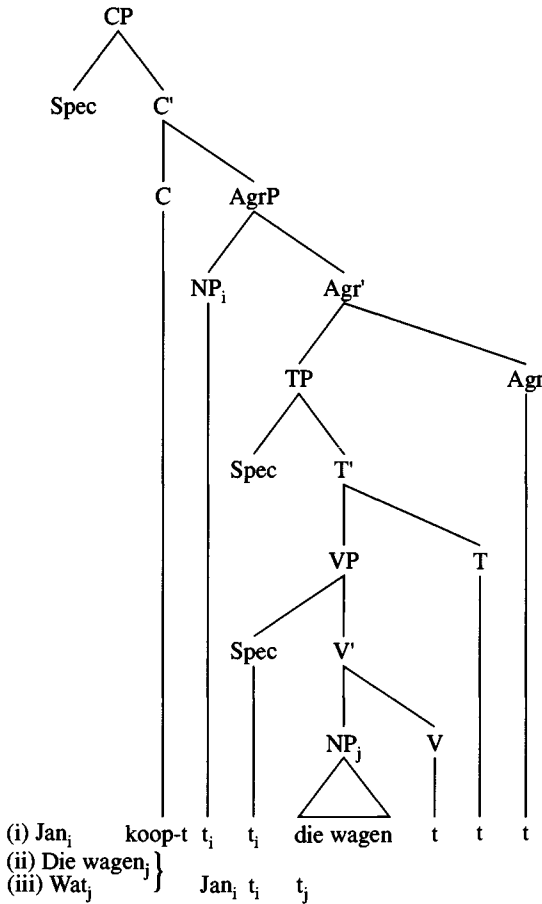 CP
Spec C'
C AgrP
NPi Agr'
TP Agr
Spec T'
VP T
Spec V'
NPj V
(i) Jani koop-t ti ti die wagen t t t
(ii) Die wagenj }
(iii) Watj Jani ti tj